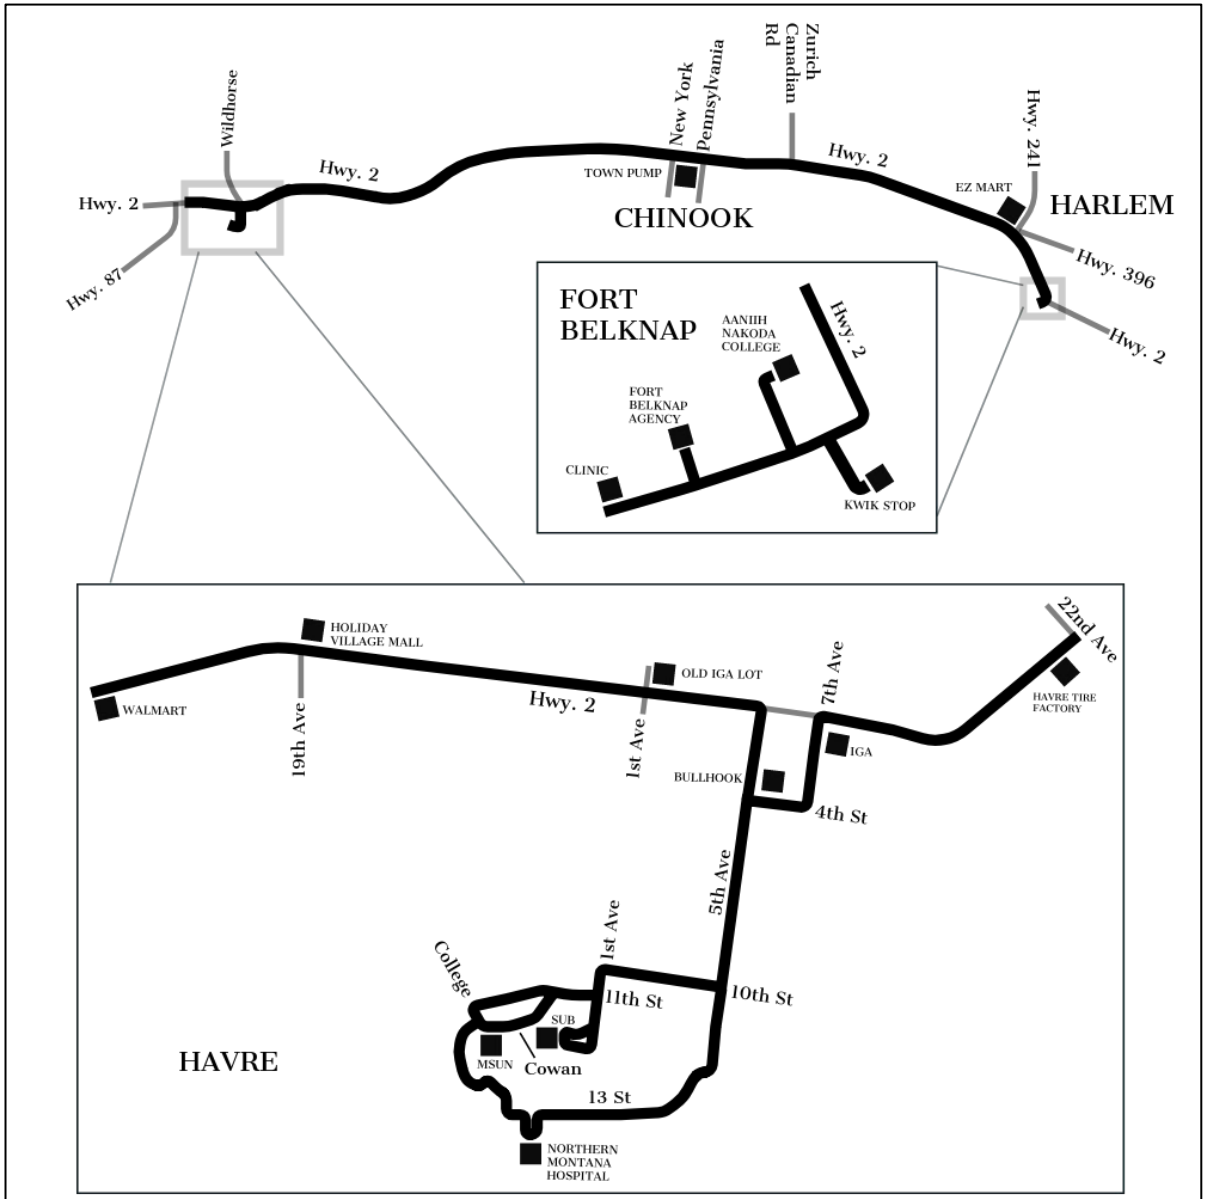 Zurich
Canadian
Rd
New York
Pennsylvania
Wildhorse
Hwy. 241
Hwy. 2
Hwy. 2
TOWN PUMP
EZ MART
Hwy. 2
CHINOOK
HARLEM
Hwy. 87
Hwy. 396
Hwy. 2
FORT
BELKNAP
AANIIH
NAKODA
COLLEGE
Hwy. 2
FORT
BELKNAP
AGENCY
CLINIC
KWIK STOP
22nd Ave
HOLIDAY
VILLAGE MALL
7th Ave
OLD IGA LOT
HAVRE TIRE
FACTORY
WALMART
Hwy. 2
19th Ave
1st Ave
IGA
BULLHOOK
4th St
5th Ave
1st Ave
College
11th St
10th St
SUB
MSUN
Cowan
HAVRE
13 St
NORTHERN
MONTANA
HOSPITAL